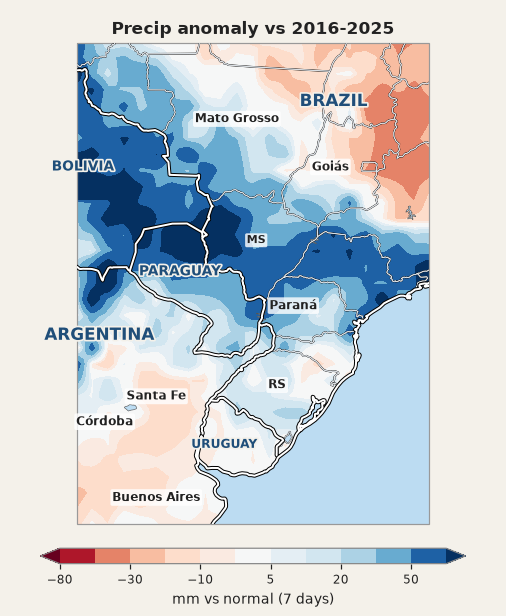 Precip anomaly vs 2016-2025
BRAZIL
Mato Grosso
BOLIVIA
Goiás
MS
PARAGUAY
Paraná
ARGENTINA
RS
Santa Fe
Córdoba
URUGUAY
Buenos Aires
−80 −30 −10 5 20 50
mm vs normal (7 days)